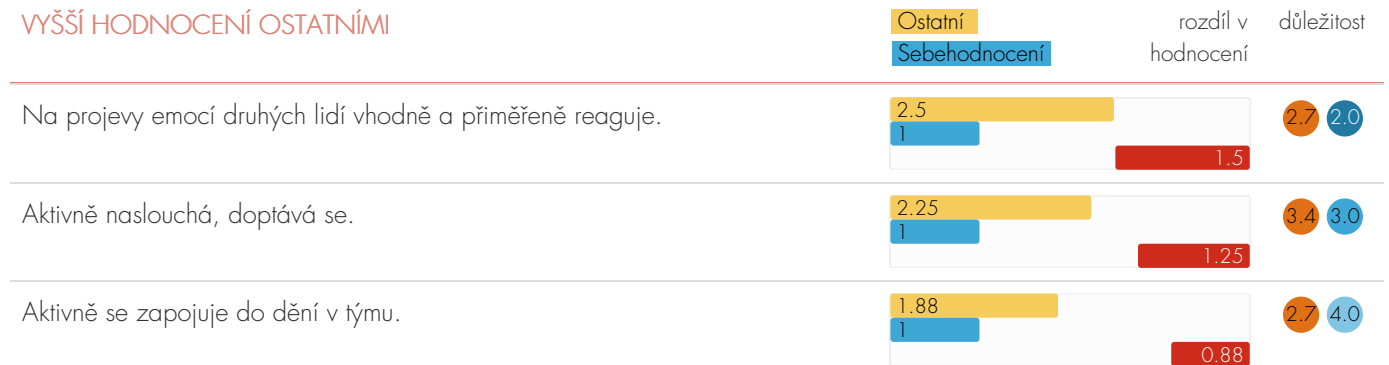 VYŠŠÍ HODNOCENÍ OSTATNÍMI
Ostatní
Sebehodnocení
rozdíl v
hodnocení
důležitost
Na projevy emocí druhých lidí vhodně a přiměřeně reaguje.
2.5
1
1.5
2.7 2.0
Aktivně naslouchá, doptává se.
2.25
1
1.25
3.4 3.0
Aktivně se zapojuje do dění v týmu.
1.88
1
0.88
2.7 4.0